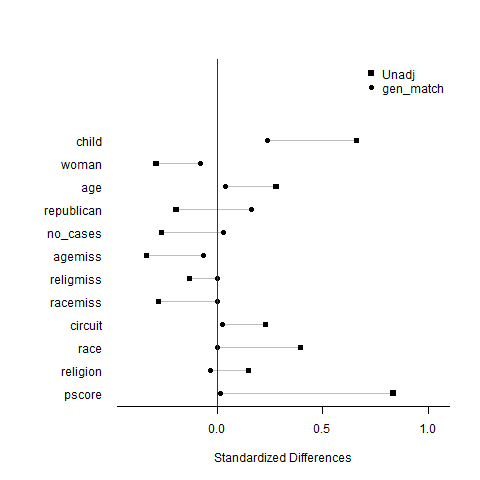 Unadj
gen_match
child
woman
age
republican
no_cases
agemiss
religmiss
racemiss
circuit
race
religion
pscore
0.0 0.5 1.0
Standardized Differences